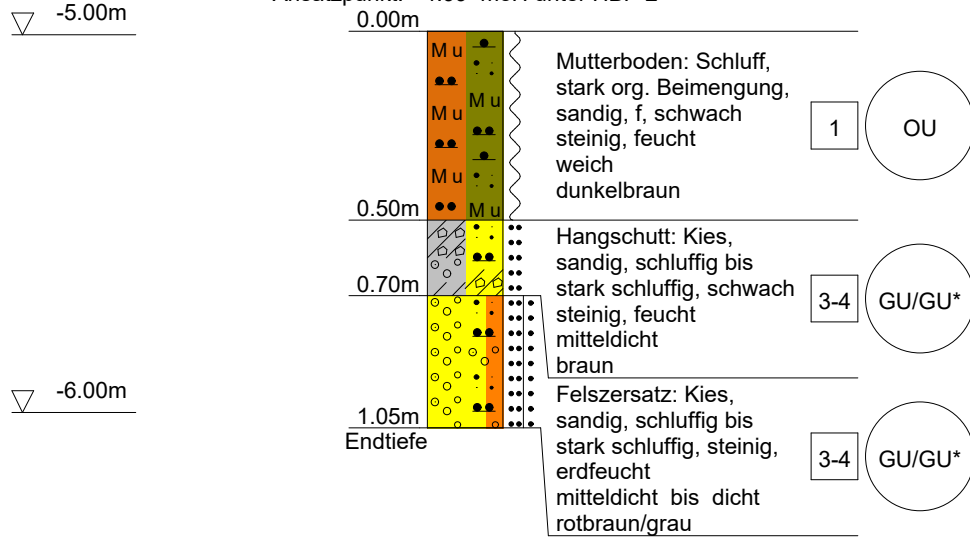 -5.00m
0.00m
M u
M u
M u
M u
M u
Mutterboden: Schluff,
stark org. Beimengung,
sandig, f, schwach
steinig, feucht
weich
dunkelbraun
1
OU
0.50m
Hangschutt: Kies,
sandig, schluffig bis
stark schluffig, schwach
steinig, feucht
mitteldicht
braun
3-4
GU/GU*
0.70m
-6.00m
Felszersatz: Kies,
sandig, schluffig bis
stark schluffig, steinig,
erdfeucht
mitteldicht bis dicht
rotbraun/grau
3-4
GU/GU*
1.05m
Endtiefe